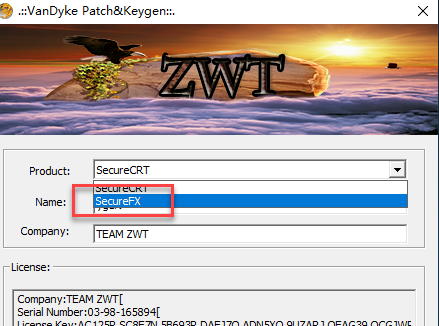 .::VanDyke Patch&Keygen::.
ZWT
Product: SecureCRT
SecureCRT
Name: SecureFX
Company: TEAM ZWT
License:
Company:TEAM ZWT[
Serial Number:03-98-165894[
License Key: